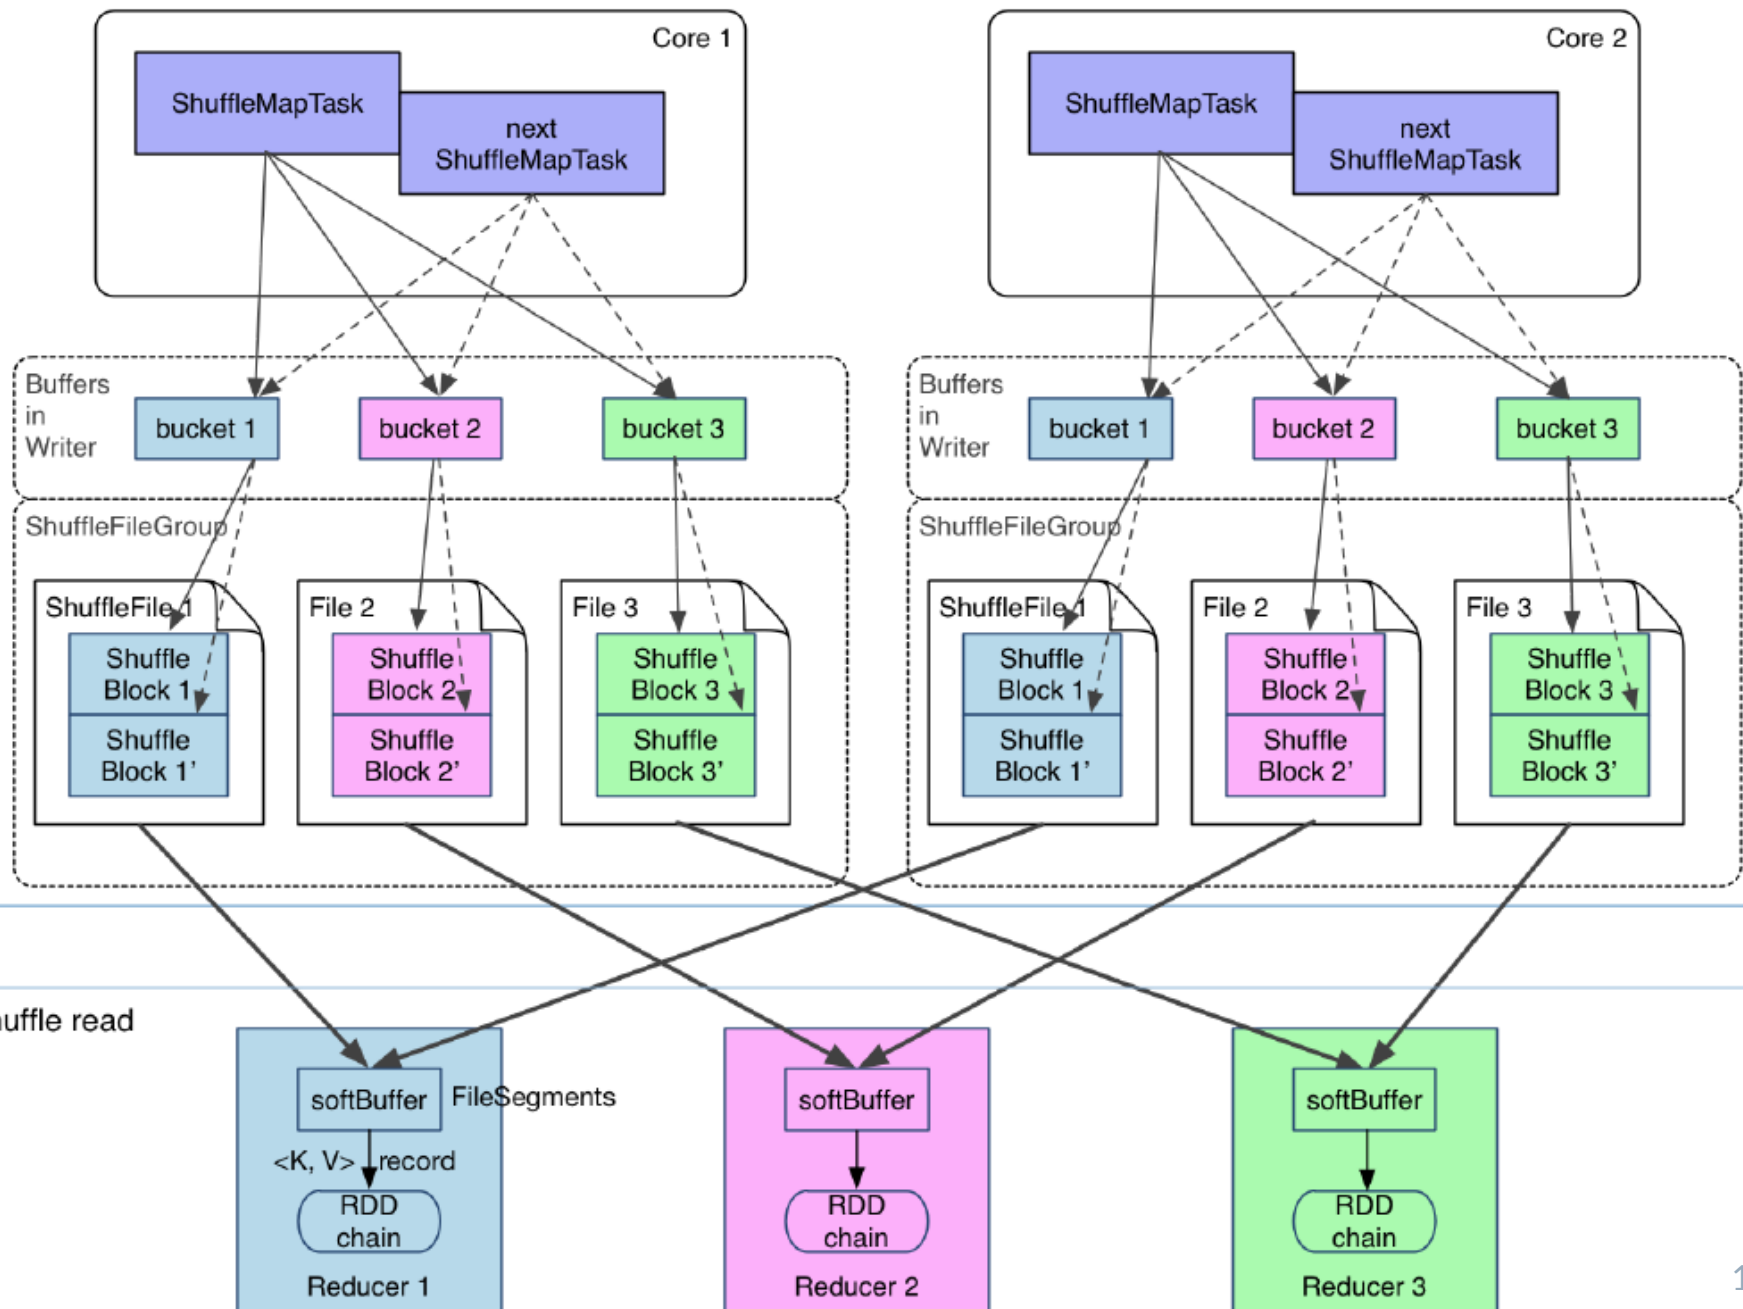 Core 1
ShuffleMapTask
next
ShuffleMapTask
Core 2
ShuffleMapTask
next
ShuffleMapTask
Buffers
in
Writer
bucket 1
bucket 2
bucket 3
Buffers
in
Writer
bucket 1
bucket 2
bucket 3
ShuffleFileGroup
ShuffleFile 1
Shuffle
Block 1
Shuffle
Block 1’
File 2
Shuffle
Block 2
Shuffle
Block 2’
File 3
Shuffle
Block 3
Shuffle
Block 3’
ShuffleFileGroup
ShuffleFile 1
Shuffle
Block 1
Shuffle
Block 1’
File 2
Shuffle
Block 2
Shuffle
Block 2’
File 3
Shuffle
Block 3
Shuffle
Block 3’
uffle read
softBuffer
FileSegments
<K, V> record
RDD
chain
Reducer 1
softBuffer
RDD
chain
Reducer 2
softBuffer
RDD
chain
Reducer 3
1